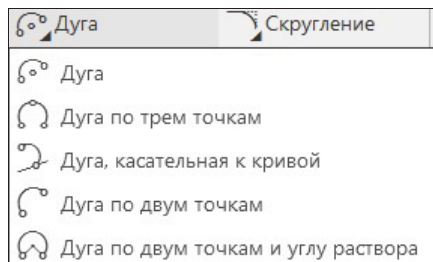 Дуга Скругление
Дуга
Дуга по трем точкам
Дуга, касательная к кривой
Дуга по двум точкам
Дуга по двум точкам и углу раствора